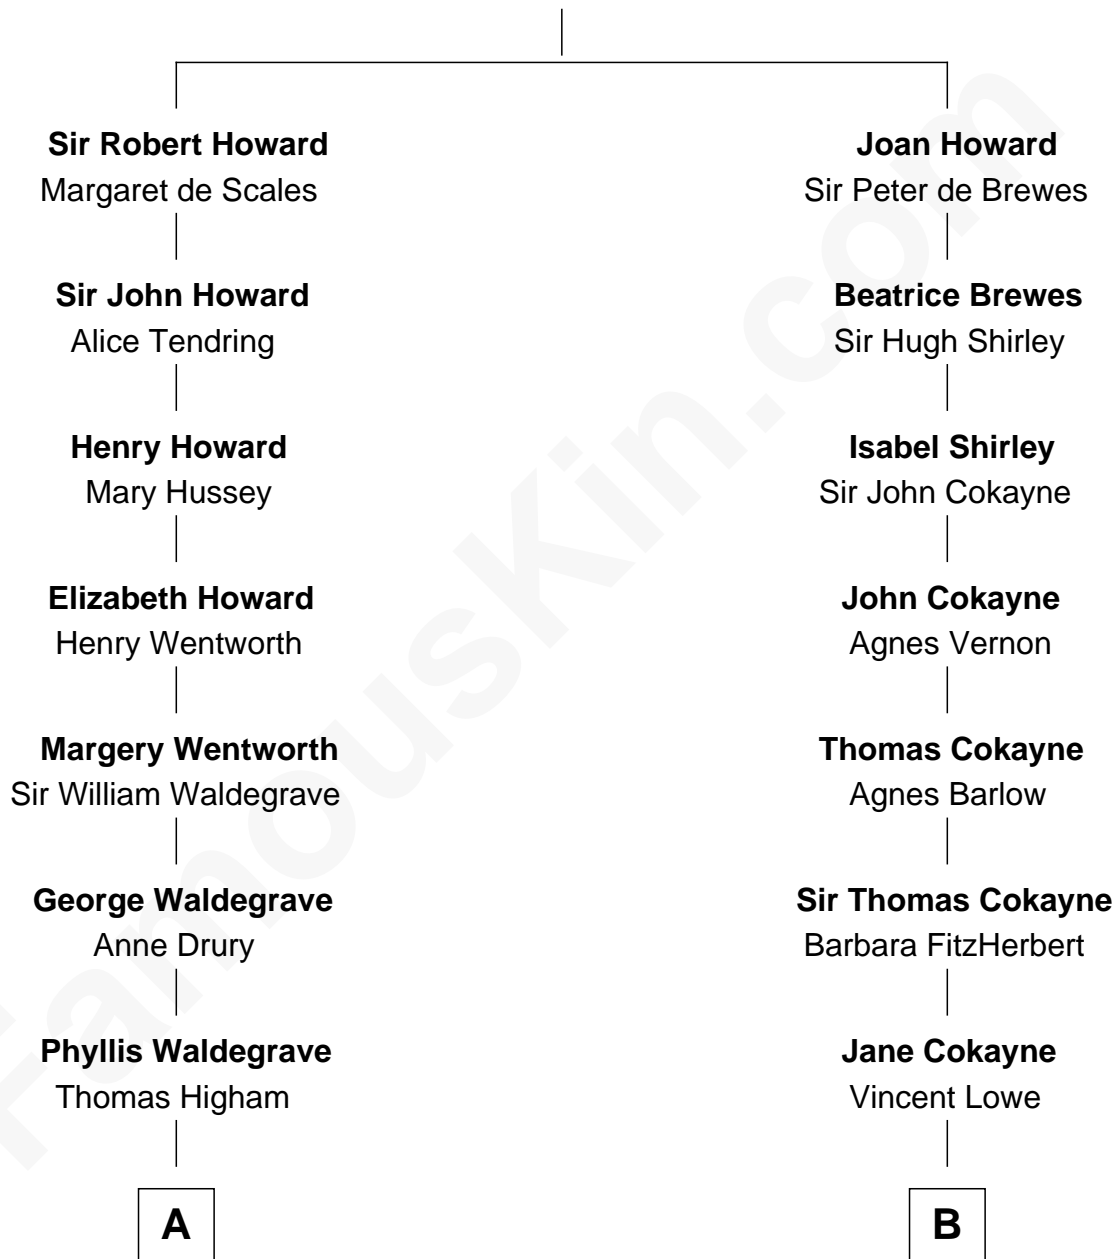 Sir Robert Howard
Margaret de Scales
Sir John Howard
Alice Tendring
Henry Howard
Mary Hussey
Elizabeth Howard
Henry Wentworth
Margery Wentworth
Sir William Waldegrave
George Waldegrave
Anne Drury
Phyllis Waldegrave
Thomas Higham
A
Joan Howard
Sir Peter de Brewes
Beatrice Brewes
Sir Hugh Shirley
Isabel Shirley
Sir John Cokayne
John Cokayne
Agnes Vernon
Thomas Cokayne
Agnes Barlow
Sir Thomas Cokayne
Barbara FitzHerbert
Jane Cokayne
Vincent Lowe
B
FamousKin.com